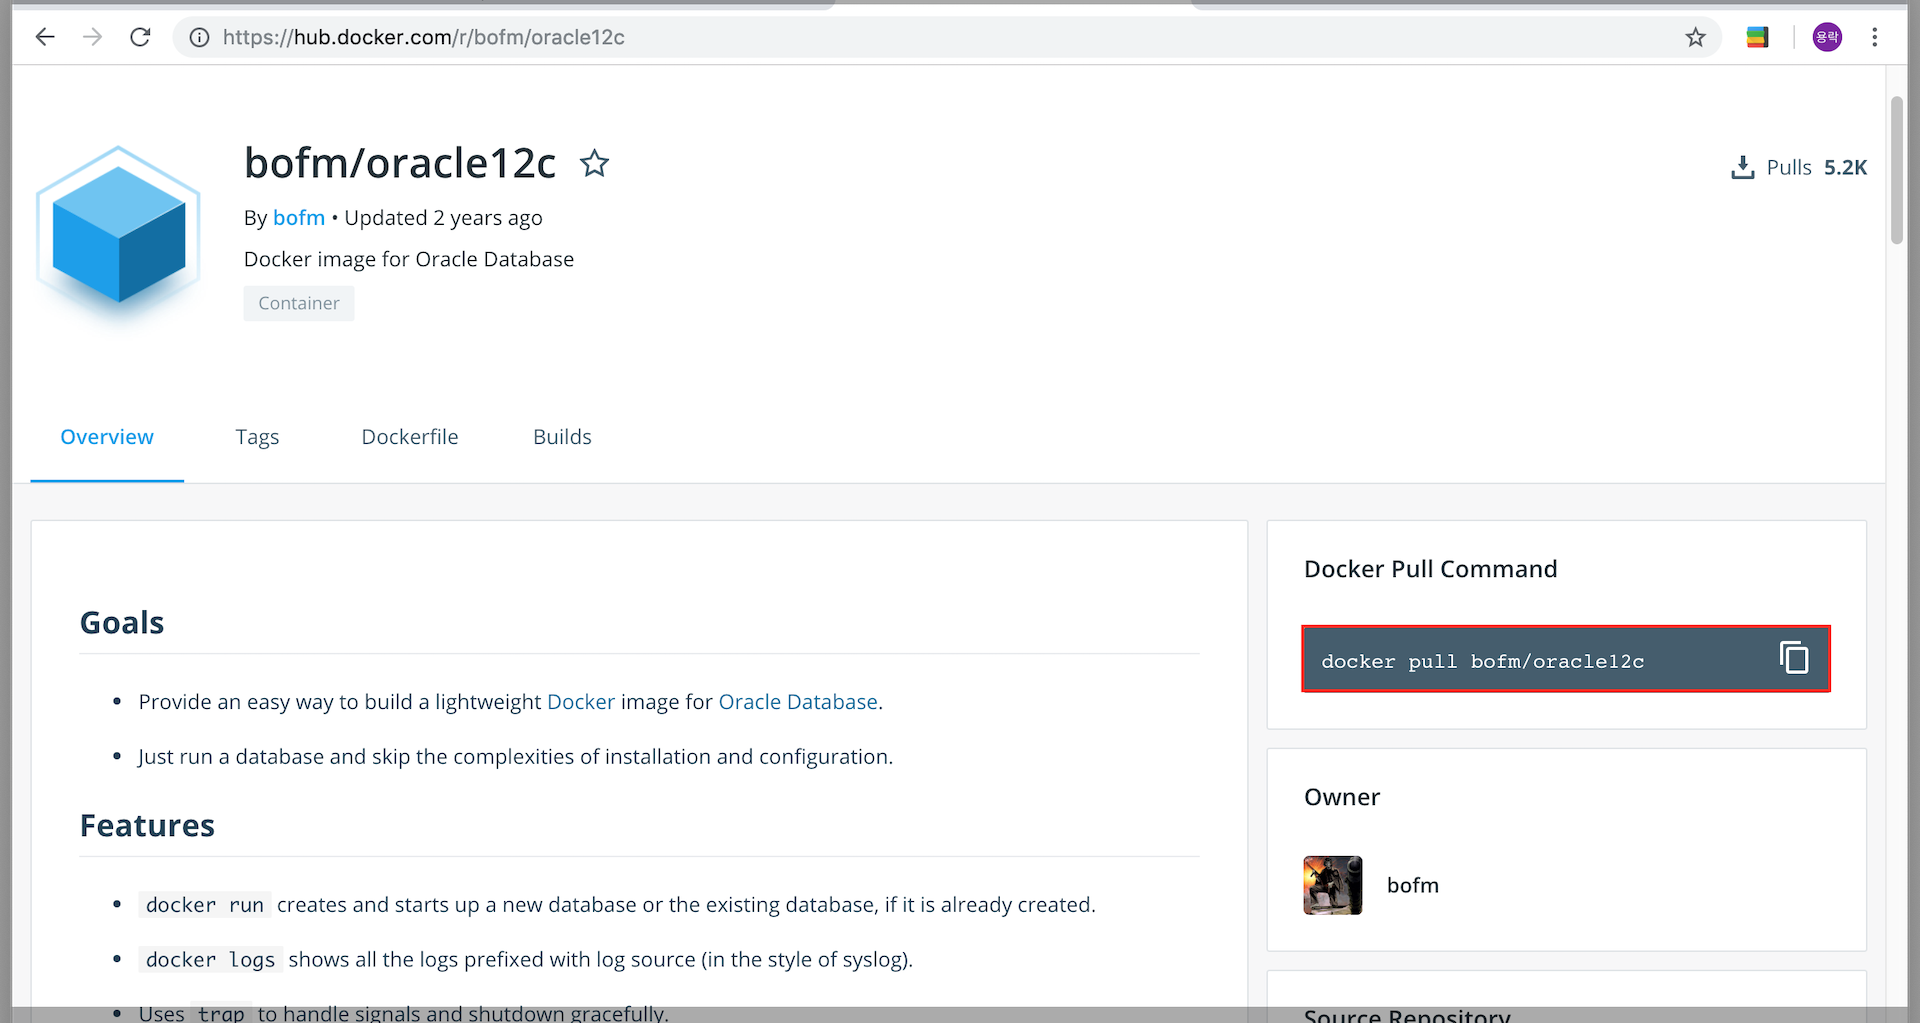 https://hub.docker.com/r/bofm/oracle12c
용락
bofm/oracle12c
Pulls 5.2K
By bofm • Updated 2 years ago
Docker image for Oracle Database
Container
Overview
Tags
Dockerfile
Builds
Goals
• Provide an easy way to build a lightweight Docker image for Oracle Database.
• Just run a database and skip the complexities of installation and configuration.
Features
• docker run creates and starts up a new database or the existing database, if it is already created.
• docker logs shows all the logs prefixed with log source (in the style of syslog).
• Uses trap to handle signals and shutdown gracefully.
Docker Pull Command
docker pull bofm/oracle12c
Owner
bofm
Source Repository